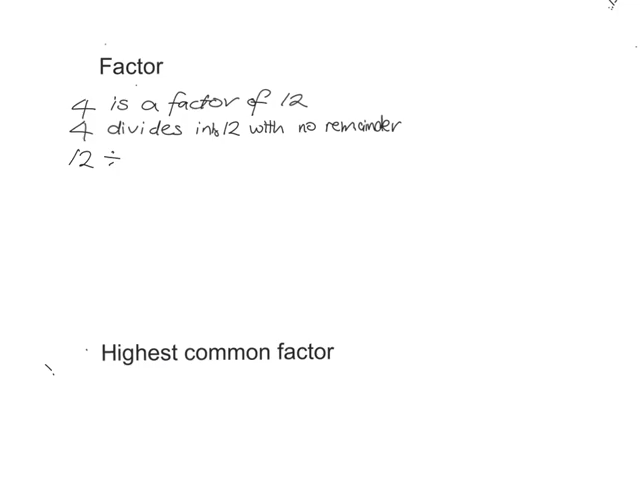 Factor
4 is a factor of 12
4 divides into 12 with no remainder
12 ÷
Highest common factor